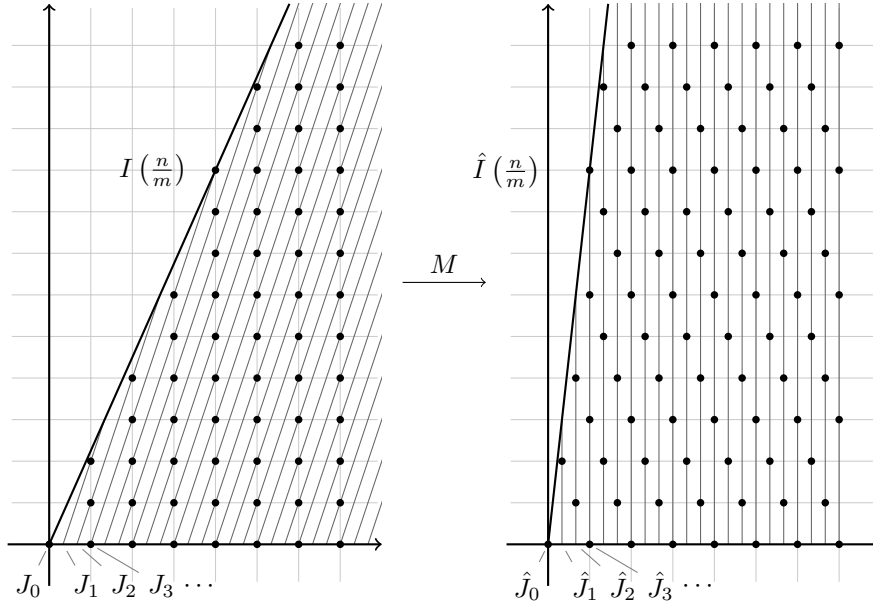 I (n/m)
Î (n/m)
M
J₀ J₁ J₂ J₃ ⋯
Ĵ₀ Ĵ₁ Ĵ₂ Ĵ₃ ⋯